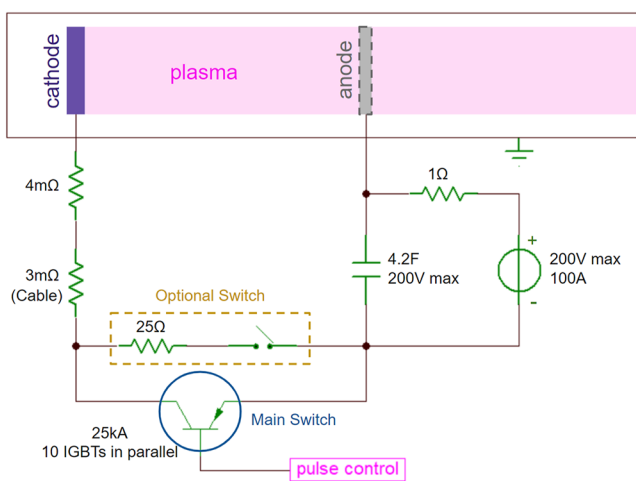 cathode
plasma
anode
4mΩ
1Ω
3mΩ
(Cable)
4.2F
200V max
+
200V max
100A
-
Optional Switch
25Ω
Main Switch
25kA
10 IGBTs in parallel
pulse control